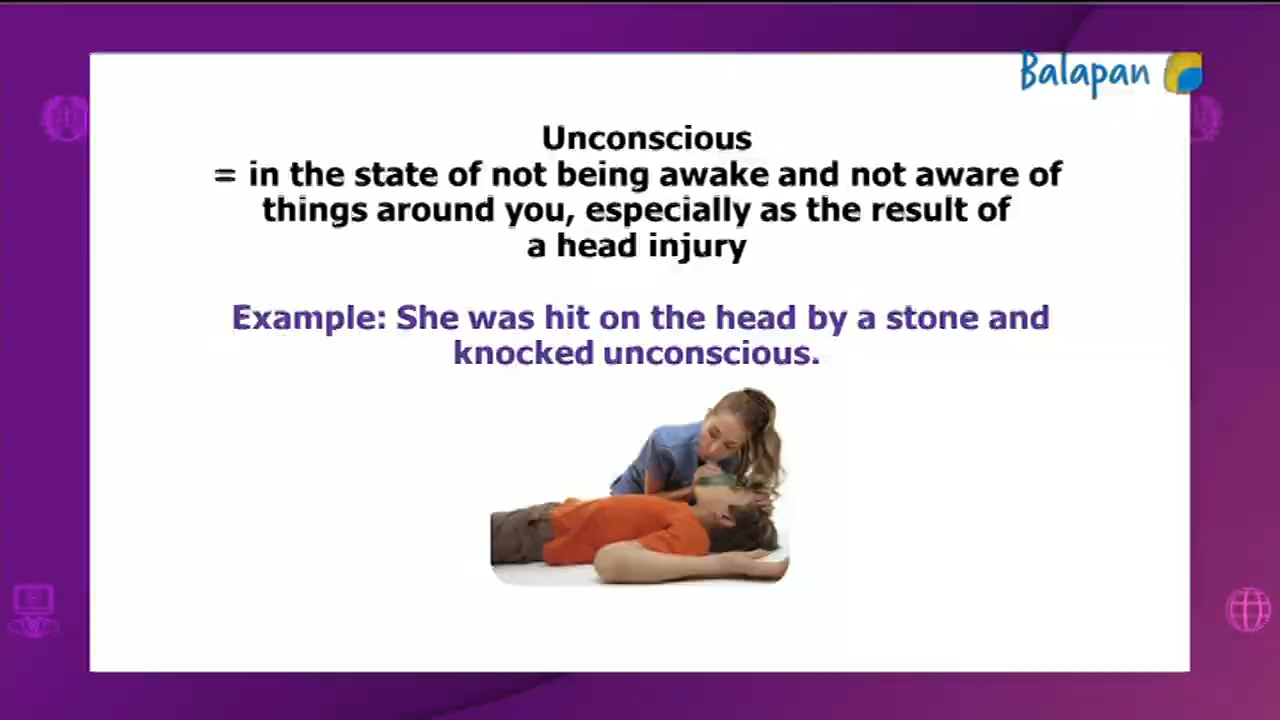 Balapan
Unconscious
= in the state of not being awake and not aware of
things around you, especially as the result of
a head injury
Example: She was hit on the head by a stone and
knocked unconscious.